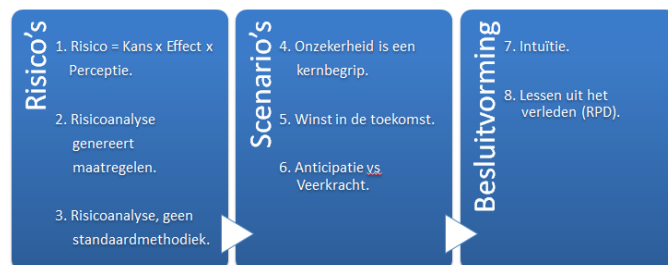 Risico's
1. Risico = Kans x Effect x
Perceptie.
2. Risicoanalyse
genereert
maatregelen.
3. Risicoanalyse, geen
standaardmethodiek.
Scenario's
4. Onzekerheid is een
kernbegrip.
5. Winst in de toekomst.
6. Anticipatie vs
Veerkracht.
Besluitvorming
7. Intuïtie.
8. Lessen uit het
verleden (RPD).